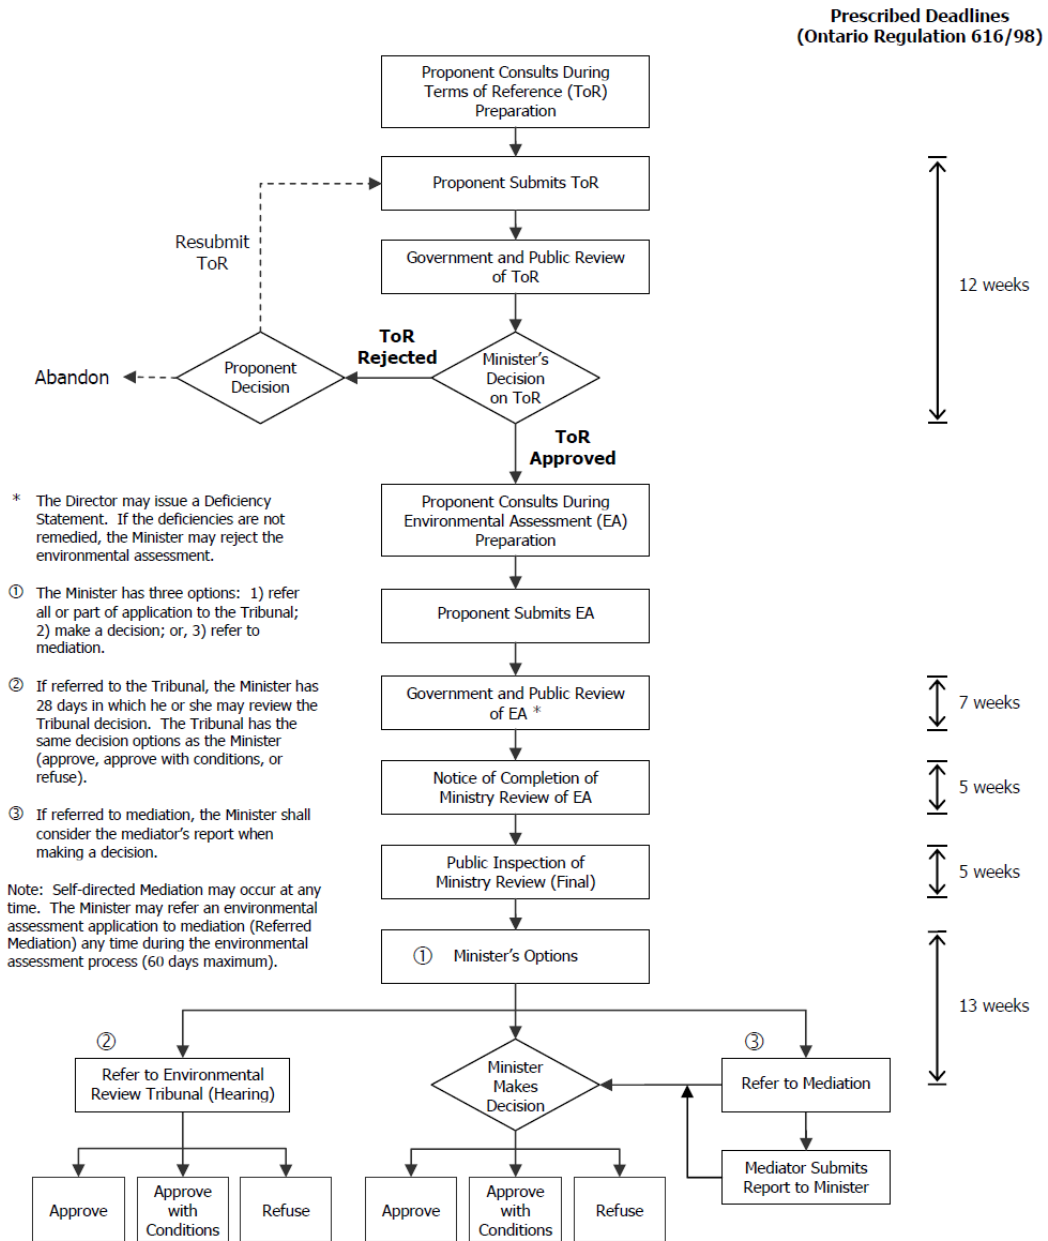 Prescribed Deadlines
(Ontario Regulation 616/98)
Proponent Consults During
Terms of Reference (ToR)
Preparation
Proponent Submits ToR
Resubmit
ToR
Government and Public Review
of ToR
12 weeks
ToR
Rejected
Minister's
Decision
on ToR
Proponent
Decision
Abandon
ToR
Approved
* The Director may issue a Deficiency
Statement. If the deficiencies are not
remedied, the Minister may reject the
environmental assessment.
① The Minister has three options: 1) refer
all or part of application to the Tribunal;
2) make a decision; or, 3) refer to
mediation.
② If referred to the Tribunal, the Minister has
28 days in which he or she may review the
Tribunal decision. The Tribunal has the
same decision options as the Minister
(approve, approve with conditions, or
refuse).
③ If referred to mediation, the Minister shall
consider the mediator's report when
making a decision.
Note: Self-directed Mediation may occur at any
time. The Minister may refer an environmental
assessment application to mediation (Referred
Mediation) any time during the environmental
assessment process (60 days maximum).
Proponent Consults During
Environmental Assessment (EA)
Preparation
Proponent Submits EA
Government and Public Review
of EA *
7 weeks
Notice of Completion of
Ministry Review of EA
5 weeks
Public Inspection of
Ministry Review (Final)
5 weeks
① Minister's Options
13 weeks
②
Refer to Environmental
Review Tribunal (Hearing)
Minister
Makes
Decision
③
Refer to Mediation
Mediator Submits
Report to Minister
Approve
Approve
with
Conditions
Refuse
Approve
Approve
with
Conditions
Refuse